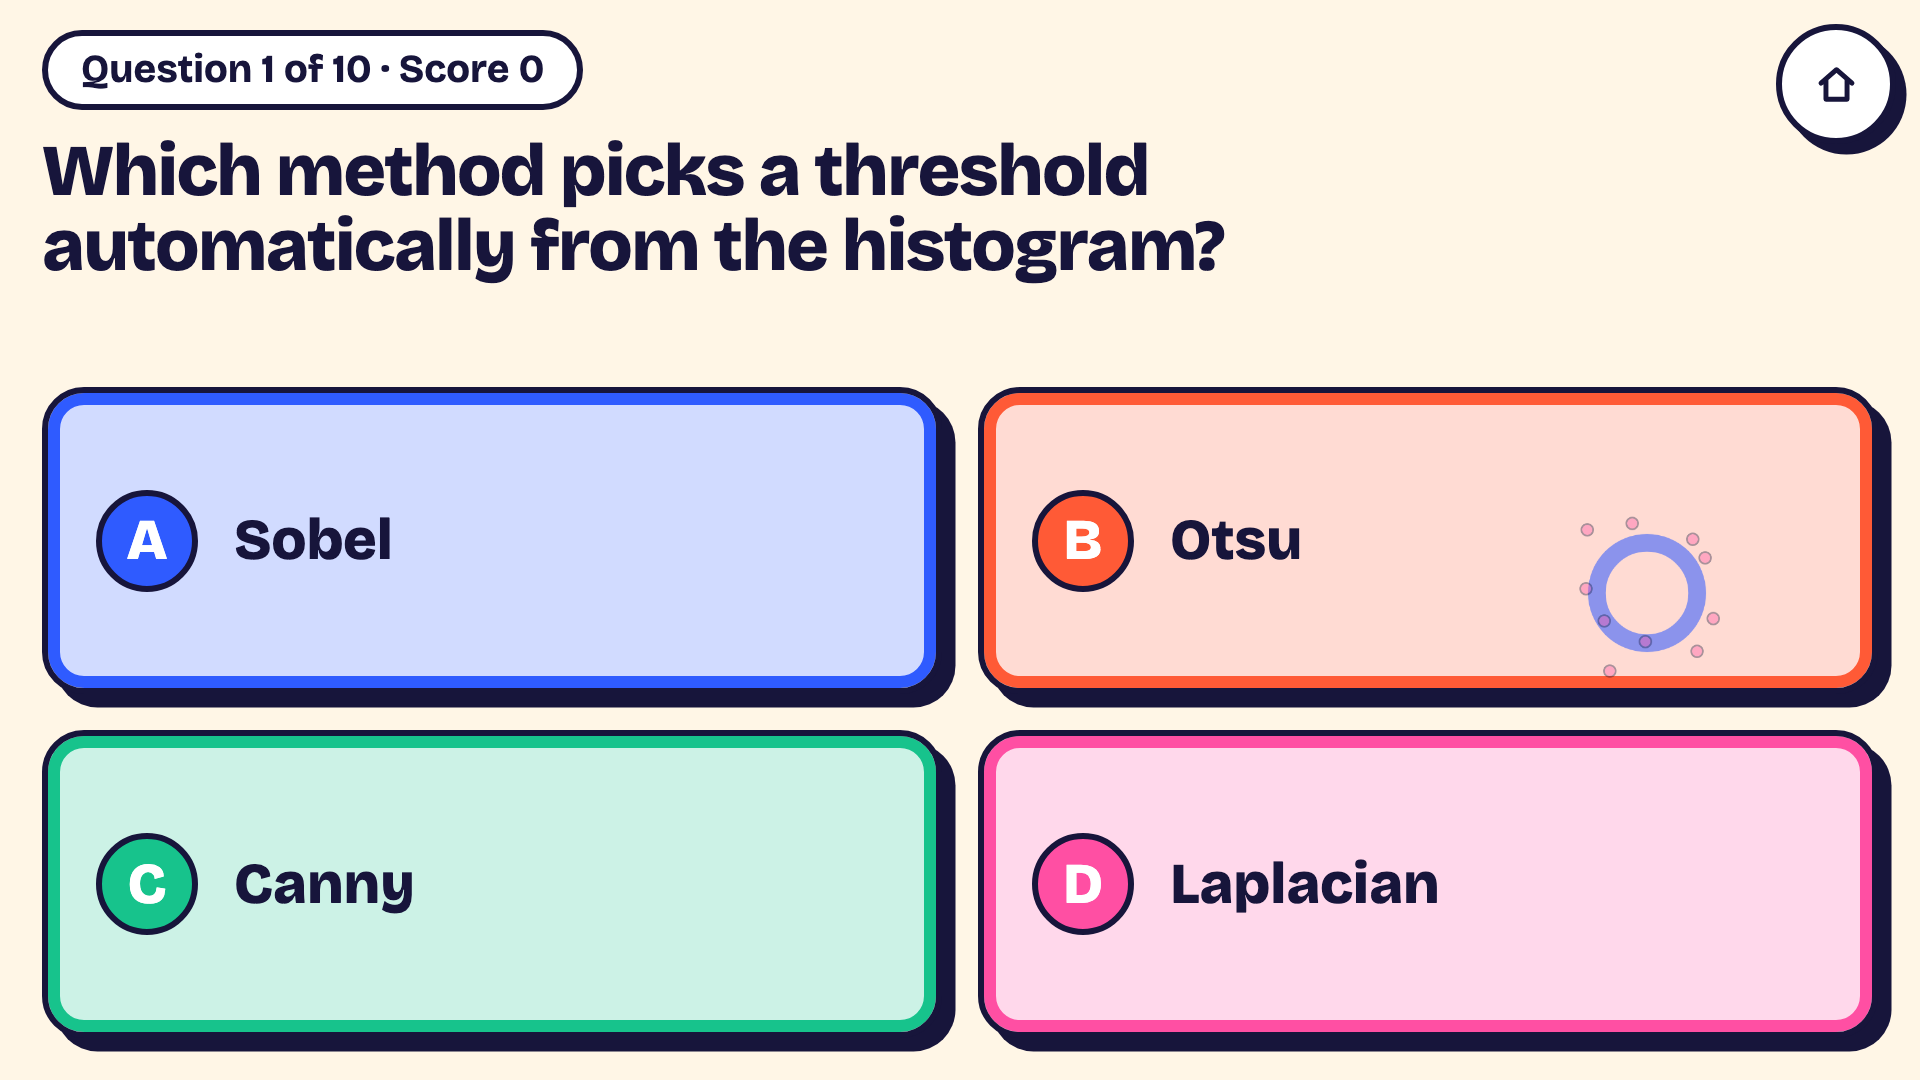 Question 1 of 10 · Score 0
Which method picks a threshold
automatically from the histogram?
A Sobel
B Otsu
C Canny
D Laplacian